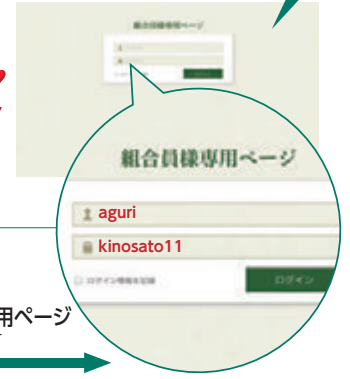 組合員様専用ページ
組合員様専用ページ
aguri
kinosato11
ログイン情報を記録
ログイン
用ページ